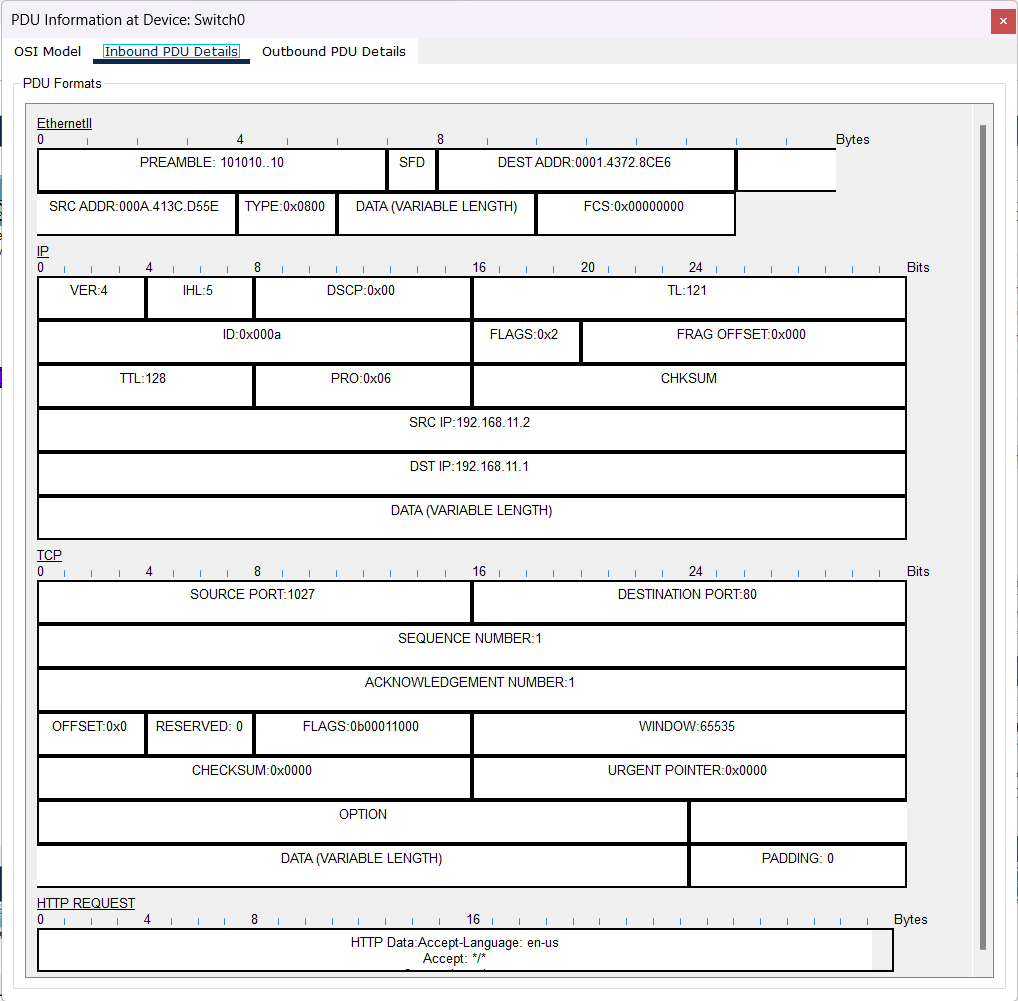 PDU Information at Device: Switch0
OSI Model Inbound PDU Details Outbound PDU Details
PDU Formats
EthernetII
0 4 8 Bytes
PREAMBLE: 101010..10 SFD DEST ADDR:0001.4372.8CE6
SRC ADDR:000A.413C.D55E TYPE:0x0800 DATA (VARIABLE LENGTH) FCS:0x00000000
IP
0 4 8 16 20 24 Bits
VER:4 IHL:5 DSCP:0x00 TL:121
ID:0x000a FLAGS:0x2 FRAG OFFSET:0x000
TTL:128 PRO:0x06 CHKSUM
SRC IP:192.168.11.2
DST IP:192.168.11.1
DATA (VARIABLE LENGTH)
TCP
0 4 8 16 24 Bits
SOURCE PORT:1027 DESTINATION PORT:80
SEQUENCE NUMBER:1
ACKNOWLEDGEMENT NUMBER:1
OFFSET:0x0 RESERVED: 0 FLAGS:0b00011000 WINDOW:65535
CHECKSUM:0x0000 URGENT POINTER:0x0000
OPTION
DATA (VARIABLE LENGTH) PADDING: 0
HTTP REQUEST
0 4 8 16 Bytes
HTTP Data:Accept-Language: en-us
Accept: */*